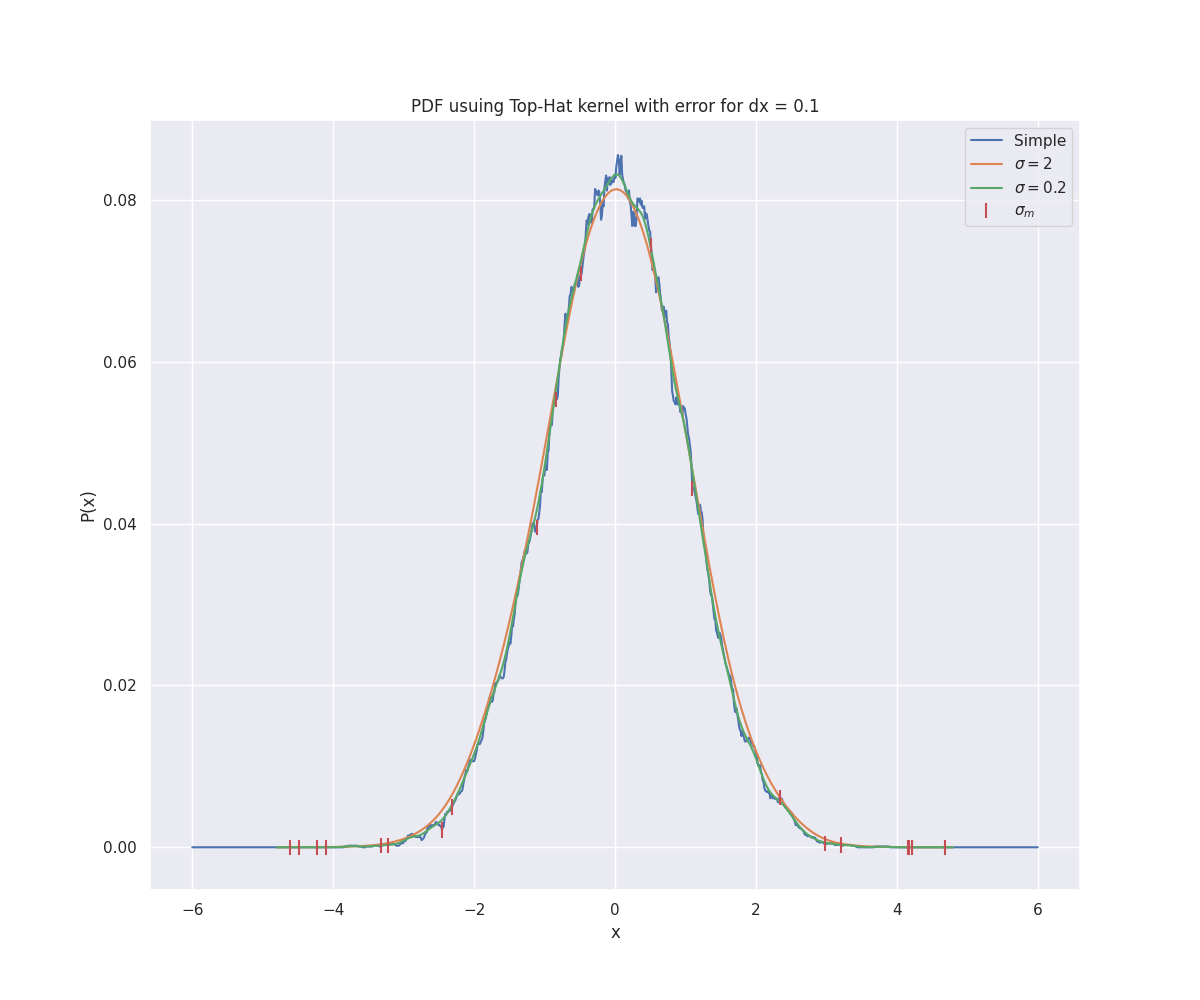 PDF usuing Top-Hat kernel with error for dx = 0.1
Simple
σ = 2
σ = 0.2
σₘ
P(x)
0.08
0.06
0.04
0.02
0.00
−6 −4 −2 0 2 4 6
x